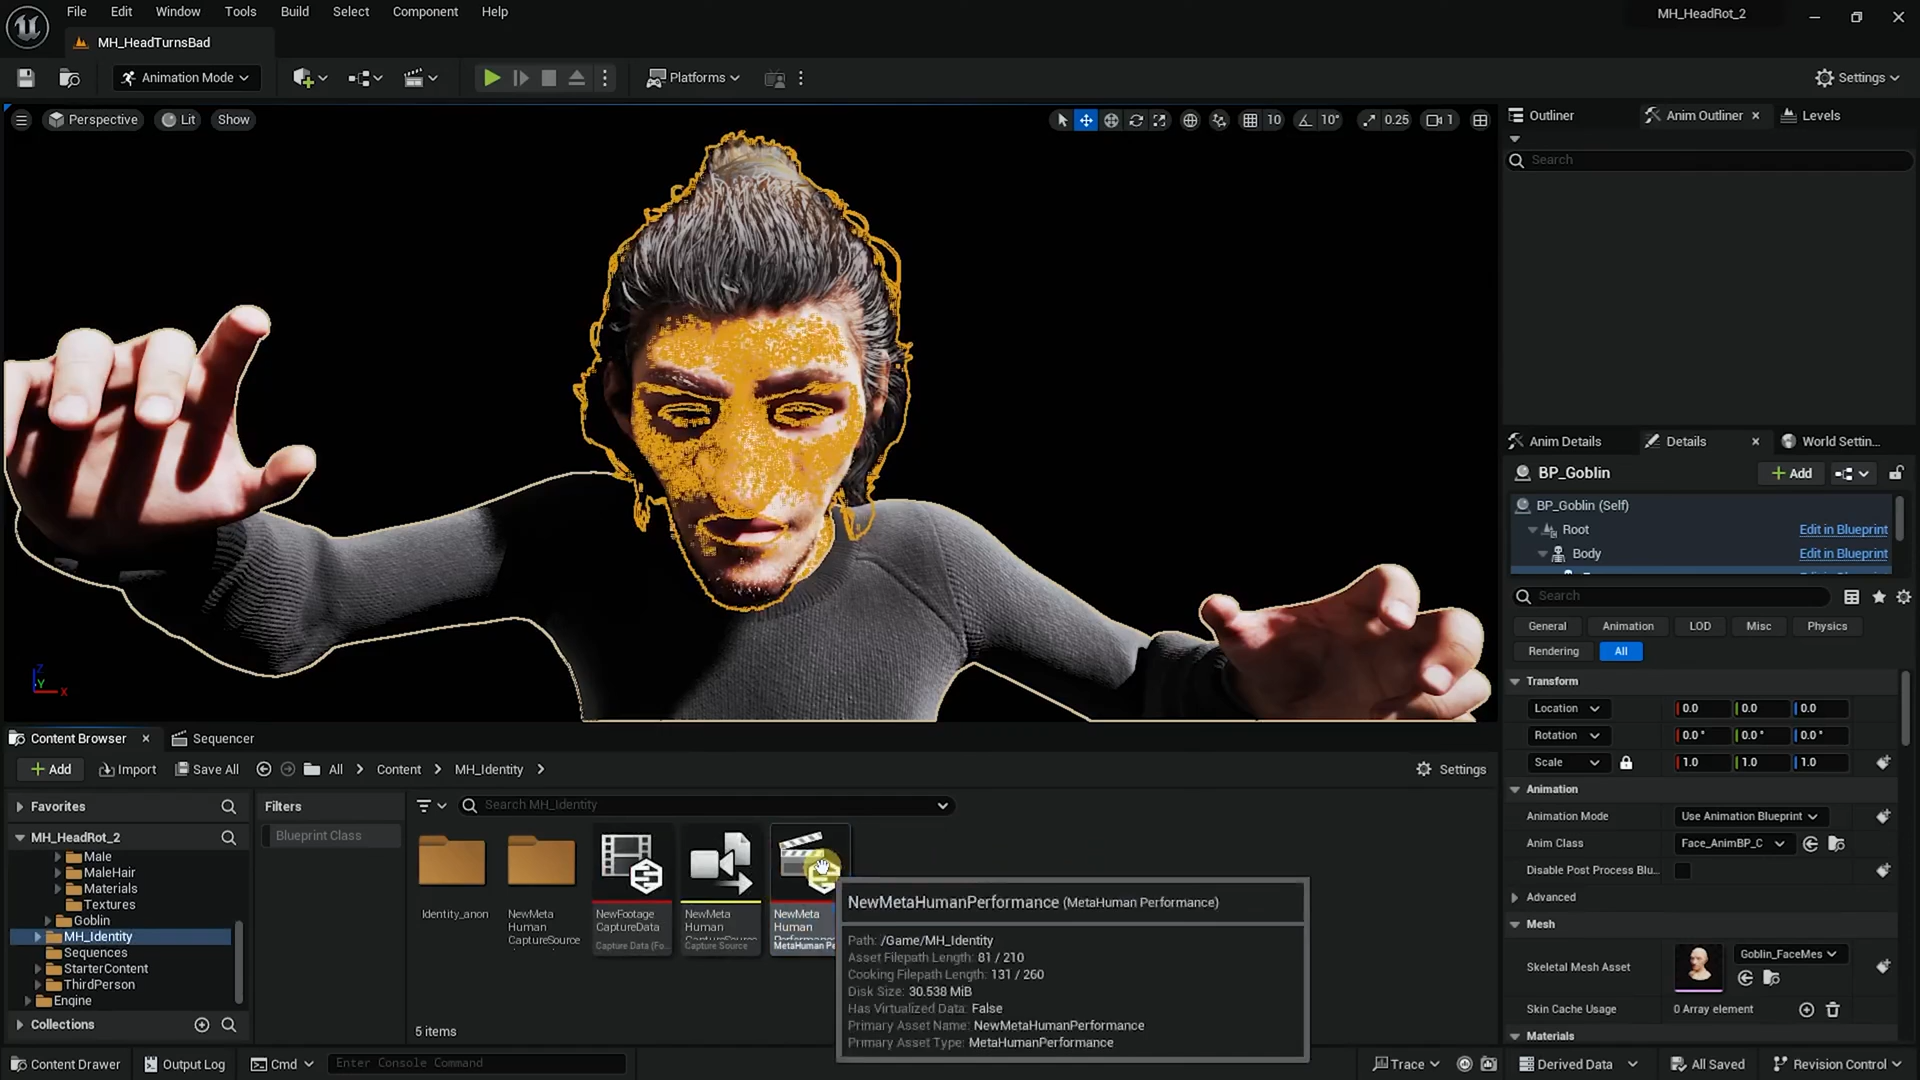 File Edit Window Tools Build Select Component Help
MH_HeadRot_2
MH_HeadTurnsBad
Animation Mode
Platforms
Settings
Perspective Lit Show
10 10° 0.25 1
Outliner Anim Outliner Levels
Search
Anim Details Details World Settin...
BP_Goblin
Add
BP_Goblin (Self)
Root Edit in Blueprint
Body Edit in Blueprint
Search
General Animation LOD Misc Physics
Rendering All
Transform
Location 0.0 0.0 0.0
Rotation 0.0° 0.0° 0.0°
Scale 1.0 1.0 1.0
Animation
Animation Mode Use Animation Blueprint
Anim Class Face_AnimBP_C
Disable Post Process Blu...
Advanced
Mesh
Skeletal Mesh Asset Goblin_FaceMes
Skin Cache Usage 0 Array element
Materials
Z
Y
X
Content Browser Sequencer
Add Import Save All All Content MH_Identity Settings
Favorites
MH_HeadRot_2
Male
MaleHair
Materials
Textures
Goblin
MH_Identity
Sequences
StarterContent
ThirdPerson
Engine
Collections
Filters
Blueprint Class
Search MH_Identity
Identity_anon
NewMeta
Human
CaptureSource
NewFootage
CaptureData
Capture Data (Fo...
NewMeta
Human
CaptureSource
Capture Source
NewMeta
Human
Performance
MetaHuman Pe
5 items
NewMetaHumanPerformance (MetaHuman Performance)
Path: /Game/MH_Identity
Asset Filepath Length: 81 / 210
Cooking Filepath Length: 131 / 260
Disk Size: 30.538 MiB
Has Virtualized Data: False
Primary Asset Name: NewMetaHumanPerformance
Primary Asset Type: MetaHumanPerformance
Content Drawer Output Log Cmd Enter Console Command
Trace Derived Data All Saved Revision Control